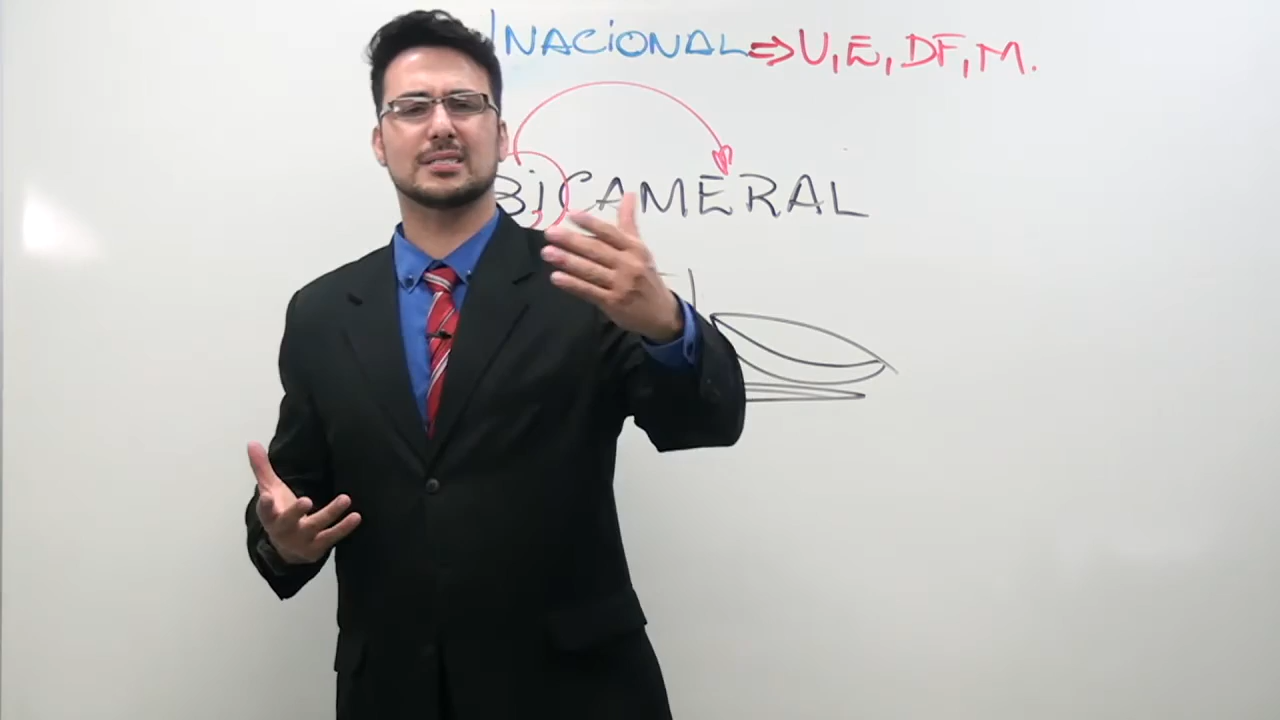 NACIONAL ⇒ U, E, DF, M.
BiCAMERAL